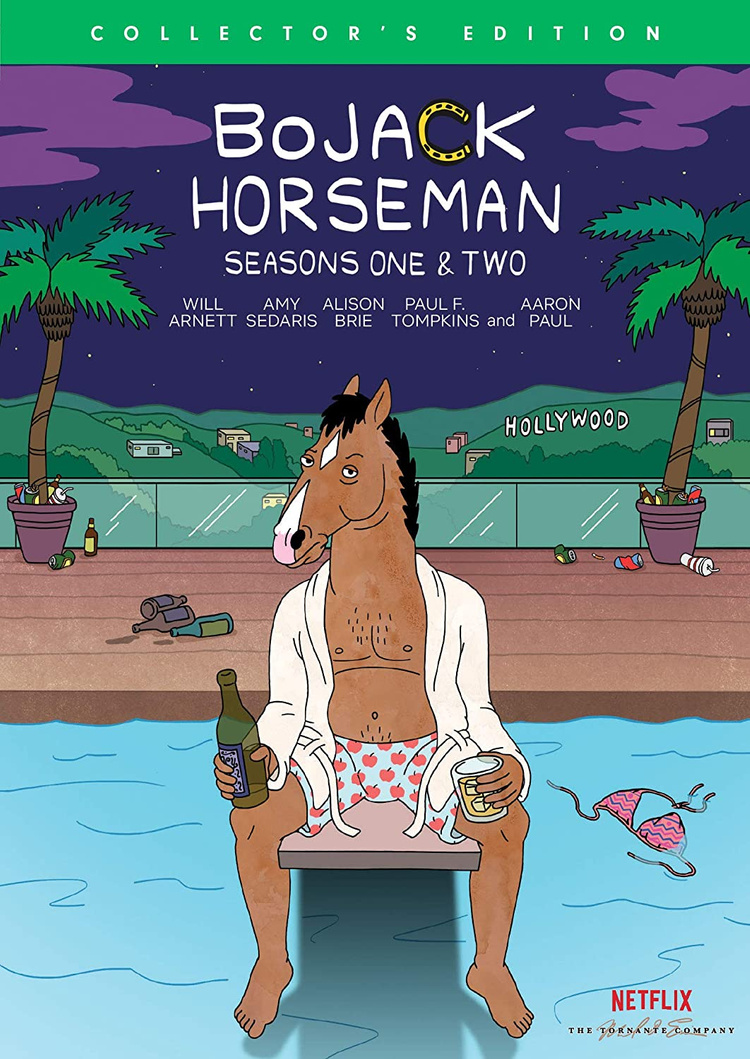 COLLECTOR'S EDITION
BOJACK
HORSEMAN
SEASONS ONE & TWO
WILL ARNETT AMY SEDARIS ALISON BRIE PAUL F. TOMPKINS and AARON PAUL
HOLLYWOOD
NETFLIX
THE TORNANTE COMPANY